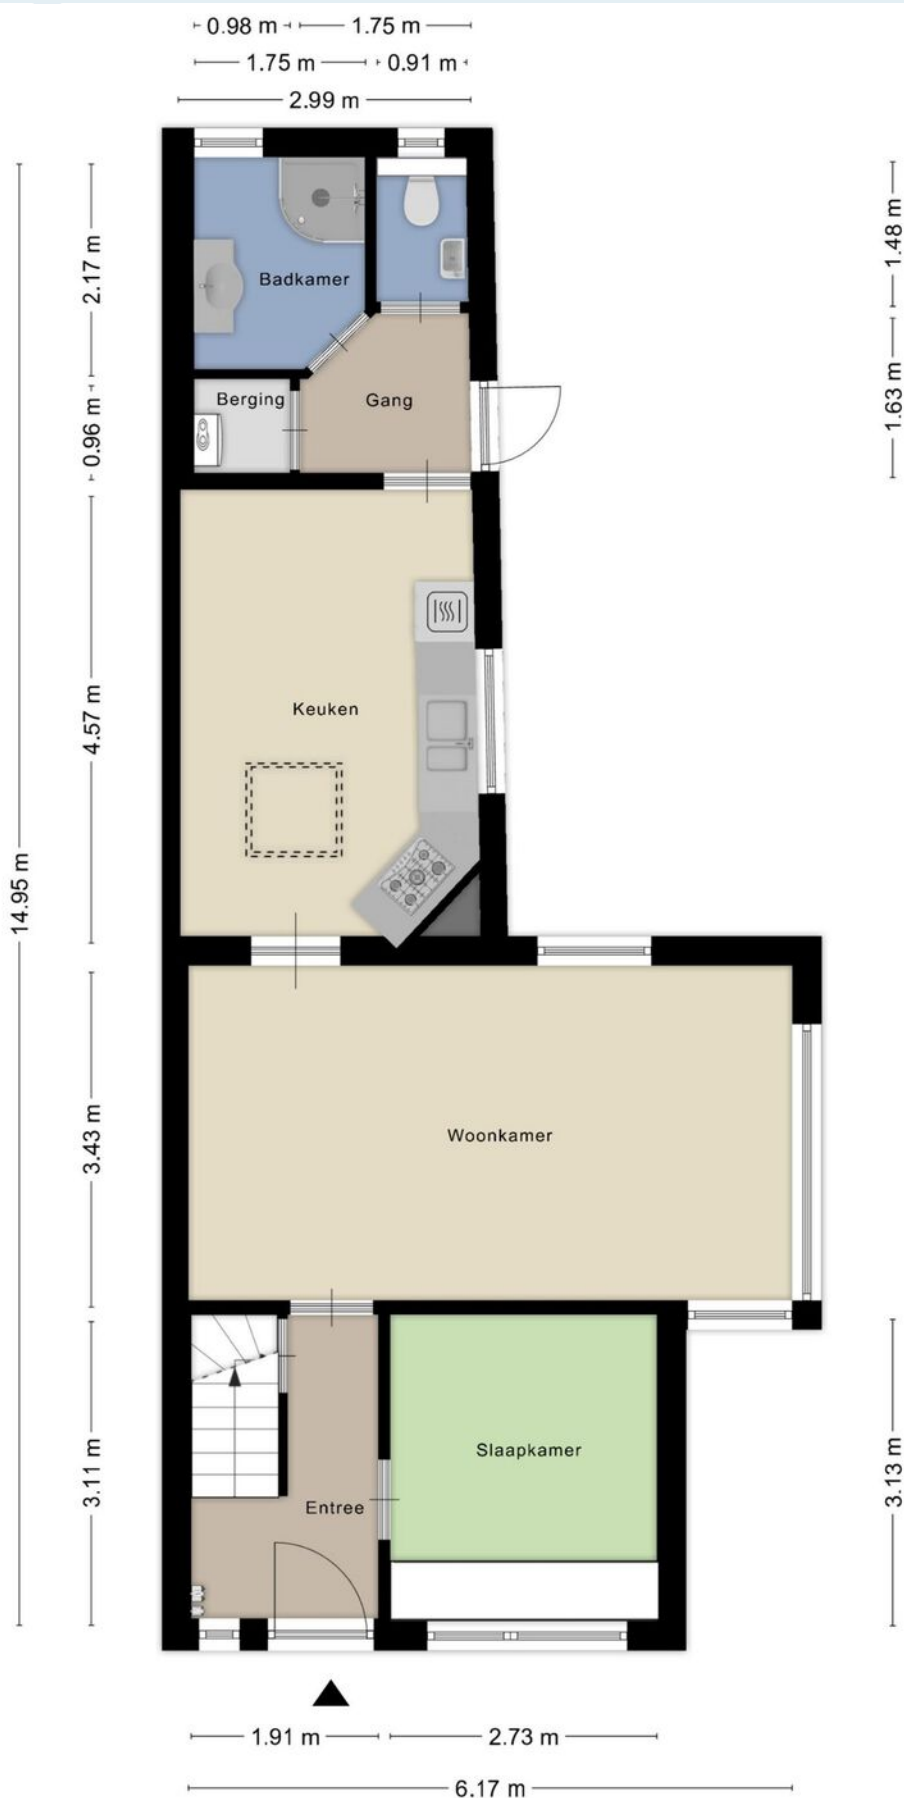 0.98 m 1.75 m
1.75 m 0.91 m
2.99 m
2.17 m
1.48 m
Badkamer
0.96 m
1.63 m
Berging
Gang
4.57 m
Keuken
14.95 m
3.43 m
Woonkamer
3.11 m
3.13 m
Slaapkamer
Entree
1.91 m 2.73 m
6.17 m